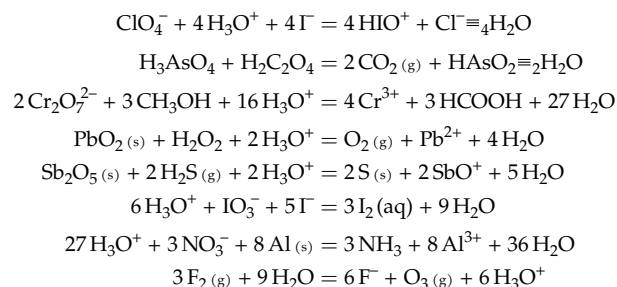 ClO₄⁻ + 4 H₃O⁺ + 4 I⁻ = 4 HIO⁺ + Cl⁻≡₄H₂O
H₃AsO₄ + H₂C₂O₄ = 2 CO₂ (g) + HAsO₂≡₂H₂O
2 Cr₂O₇²⁻ + 3 CH₃OH + 16 H₃O⁺ = 4 Cr³⁺ + 3 HCOOH + 27 H₂O
PbO₂ (s) + H₂O₂ + 2 H₃O⁺ = O₂ (g) + Pb²⁺ + 4 H₂O
Sb₂O₅ (s) + 2 H₂S (g) + 2 H₃O⁺ = 2 S (s) + 2 SbO⁺ + 5 H₂O
6 H₃O⁺ + IO₃⁻ + 5 I⁻ = 3 I₂ (aq) + 9 H₂O
27 H₃O⁺ + 3 NO₃⁻ + 8 Al (s) = 3 NH₃ + 8 Al³⁺ + 36 H₂O
3 F₂ (g) + 9 H₂O = 6 F⁻ + O₃ (g) + 6 H₃O⁺